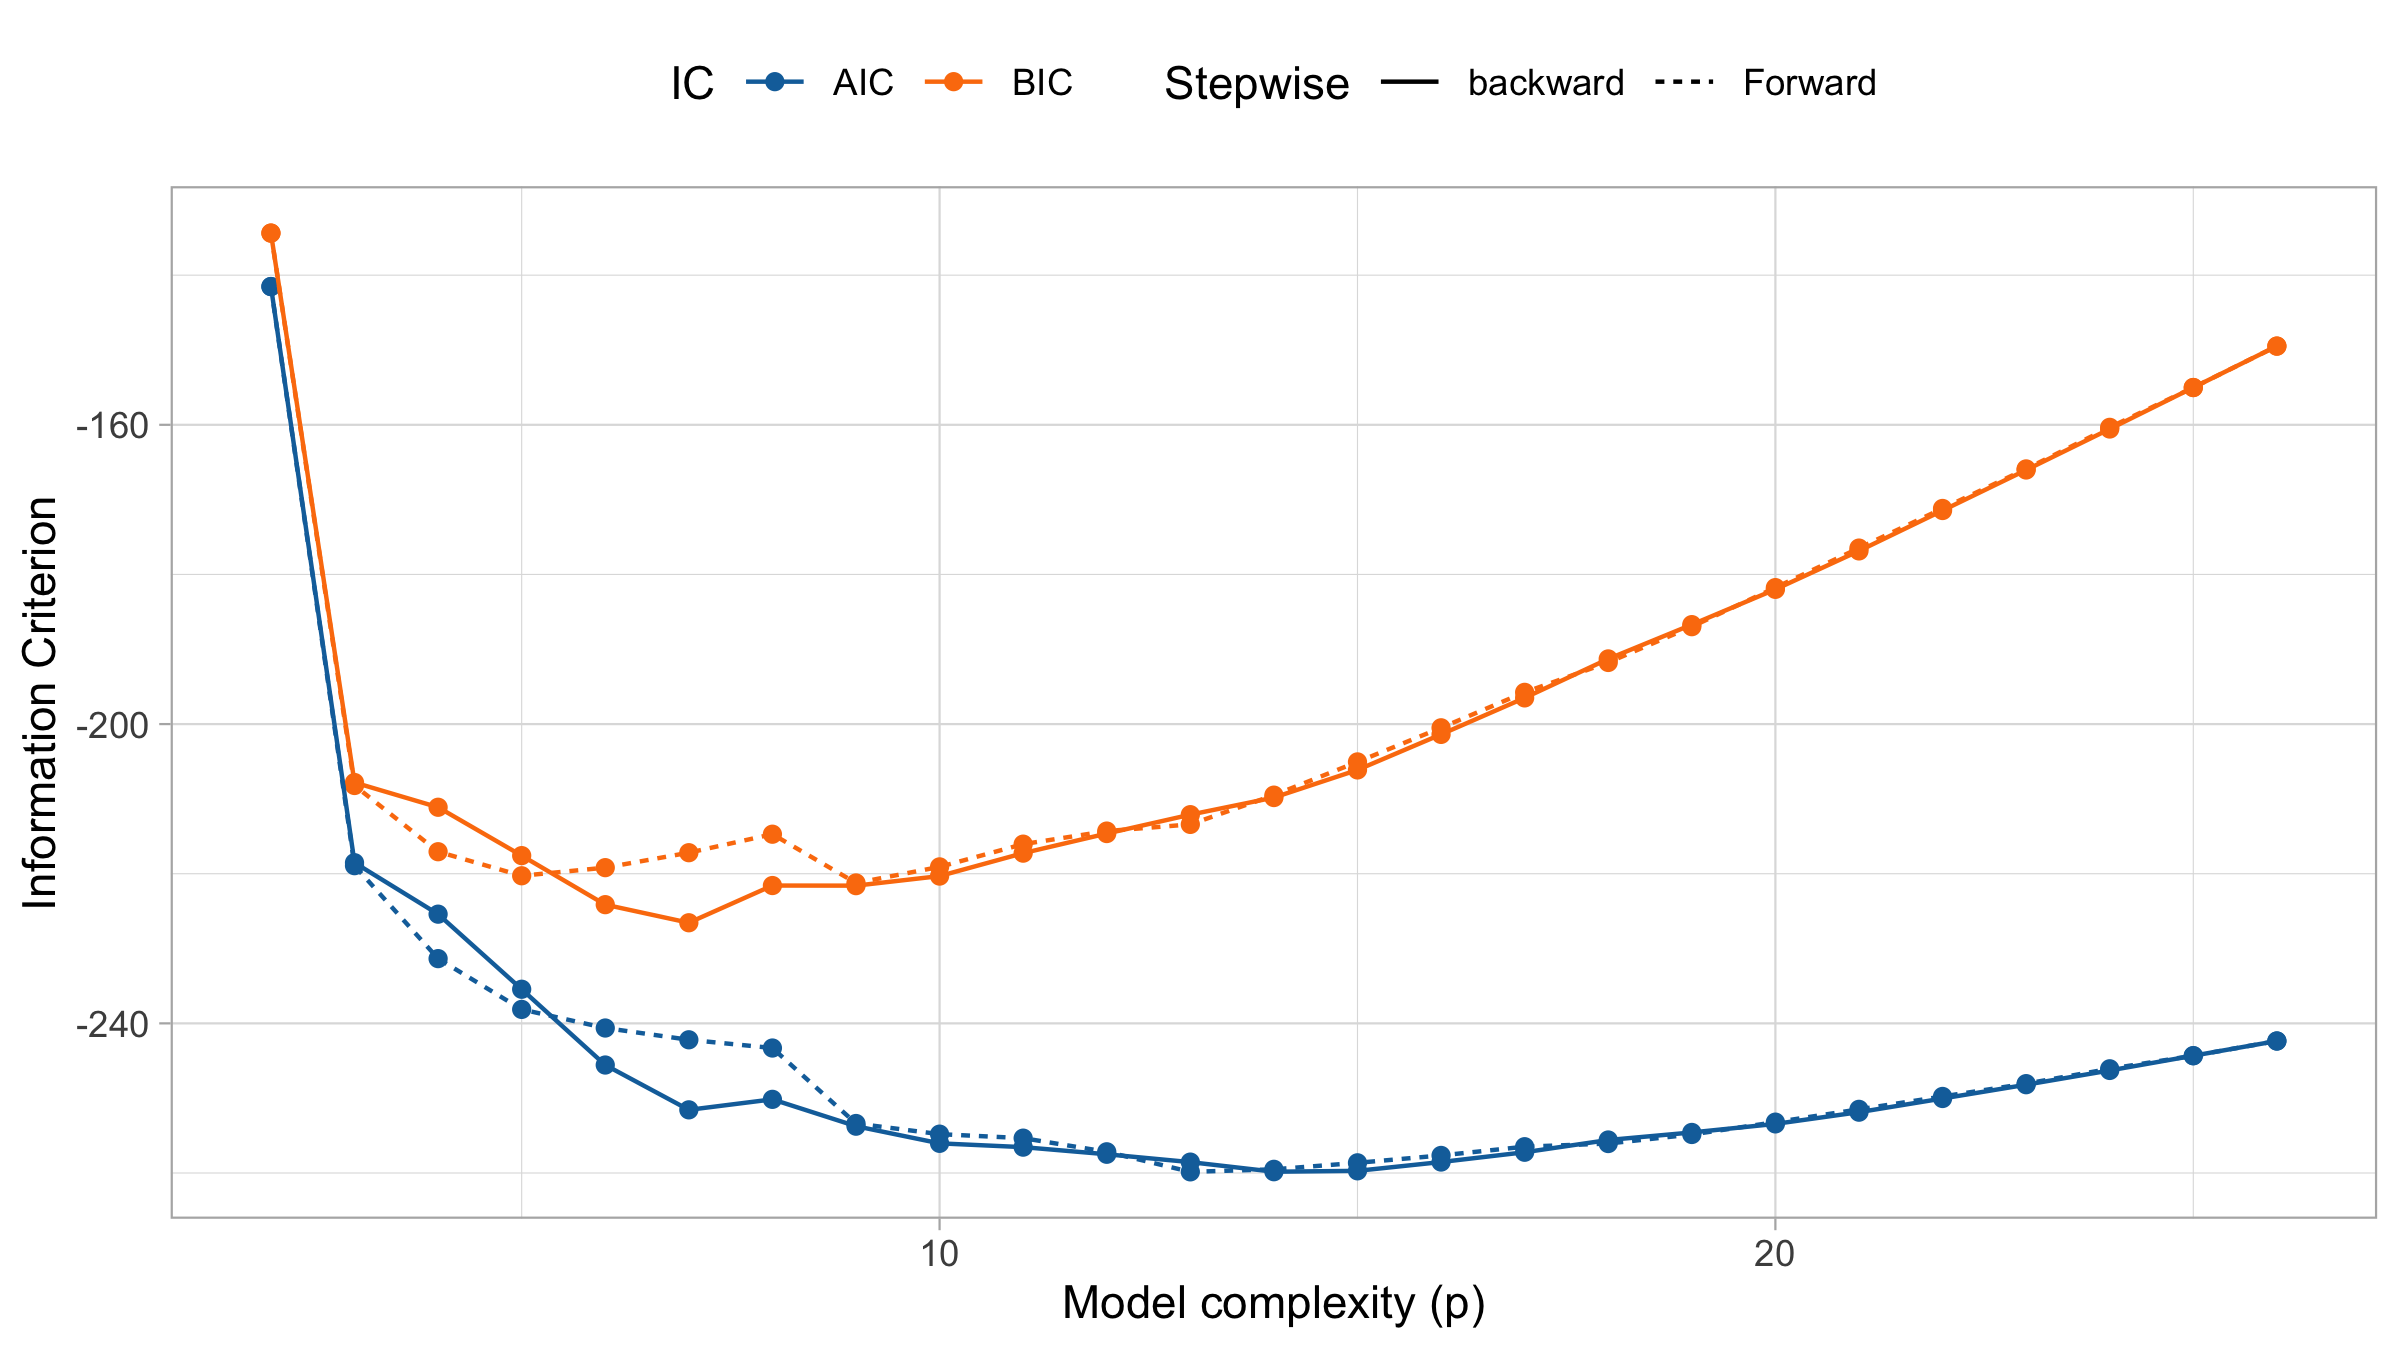 IC AIC BIC Stepwise backward Forward
-160
-200
-240
Information Criterion
10 20
Model complexity (p)